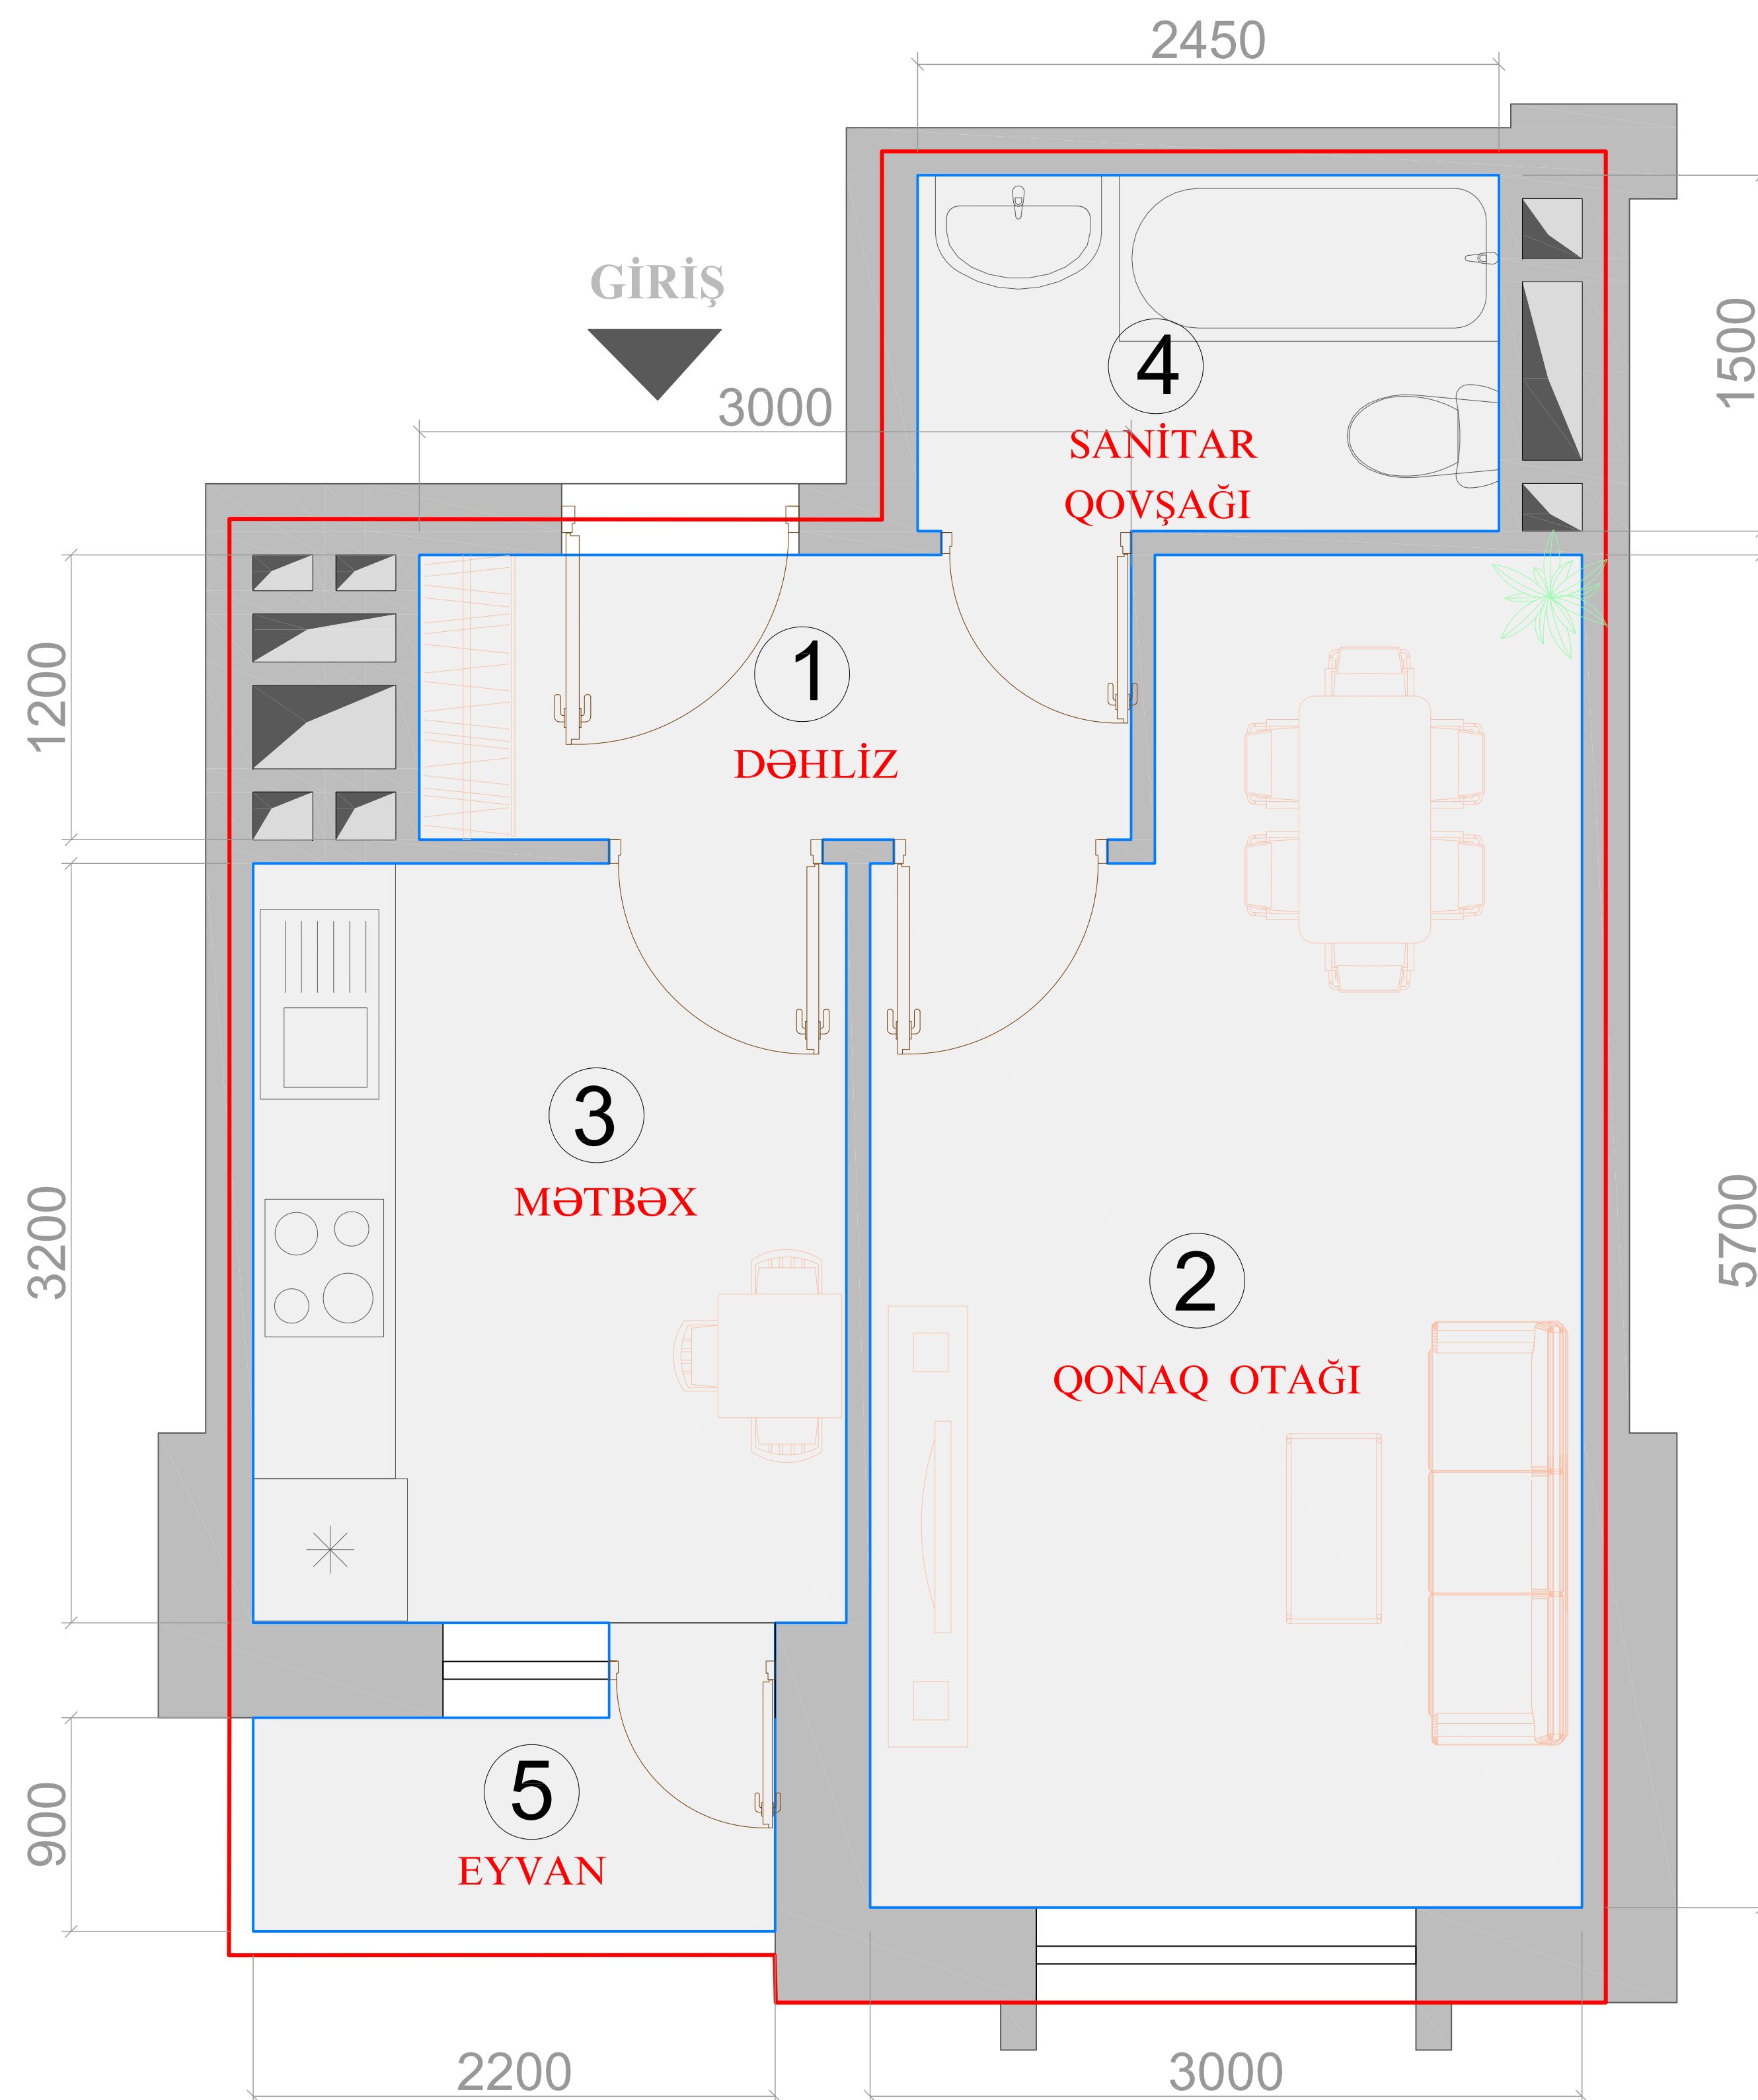 2450
GİRİŞ
3000
1500
4
SANİTAR
QOVŞAĞI
1200
1
DƏHLİZ
3
MƏTBƏX
3200
2
QONAQ OTAĞI
5700
5
EYVAN
900
2200
3000